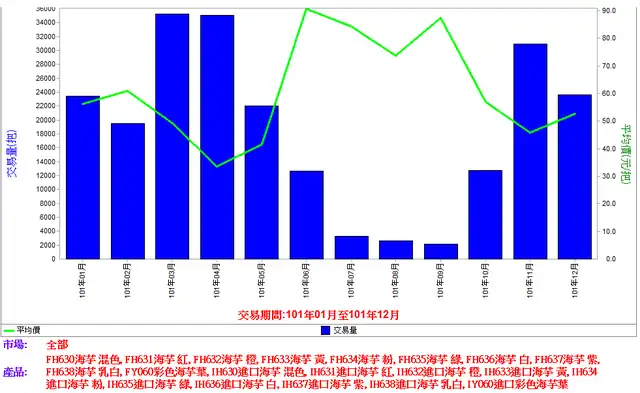 36000
34000
32000
30000
28000
26000
24000
22000
20000
18000
16000
14000
12000
10000
8000
6000
4000
2000
0
交易量(把)
90.0
80.0
70.0
60.0
50.0
40.0
30.0
20.0
10.0
0.0
平均價(元/把)
101年01月
101年02月
101年03月
101年04月
101年05月
101年06月
101年07月
101年08月
101年09月
101年10月
101年11月
101年12月
交易期間:101年01月至101年12月
平均價
交易量
市場: 全部
產品: FH630海芋 混色, FH631海芋 紅, FH632海芋 橙, FH633海芋 黃, FH634海芋 粉, FH635海芋 綠, FH636海芋 白, FH637海芋 紫,
FH638海芋 乳白, FY060彩色海芋葉, IH630進口海芋 混色, IH631進口海芋 紅, IH632進口海芋 橙, IH633進口海芋 黃, IH634
進口海芋 粉, IH635進口海芋 綠, IH636進口海芋 白, IH637進口海芋 紫, IH638進口海芋 乳白, IY060進口彩色海芋葉